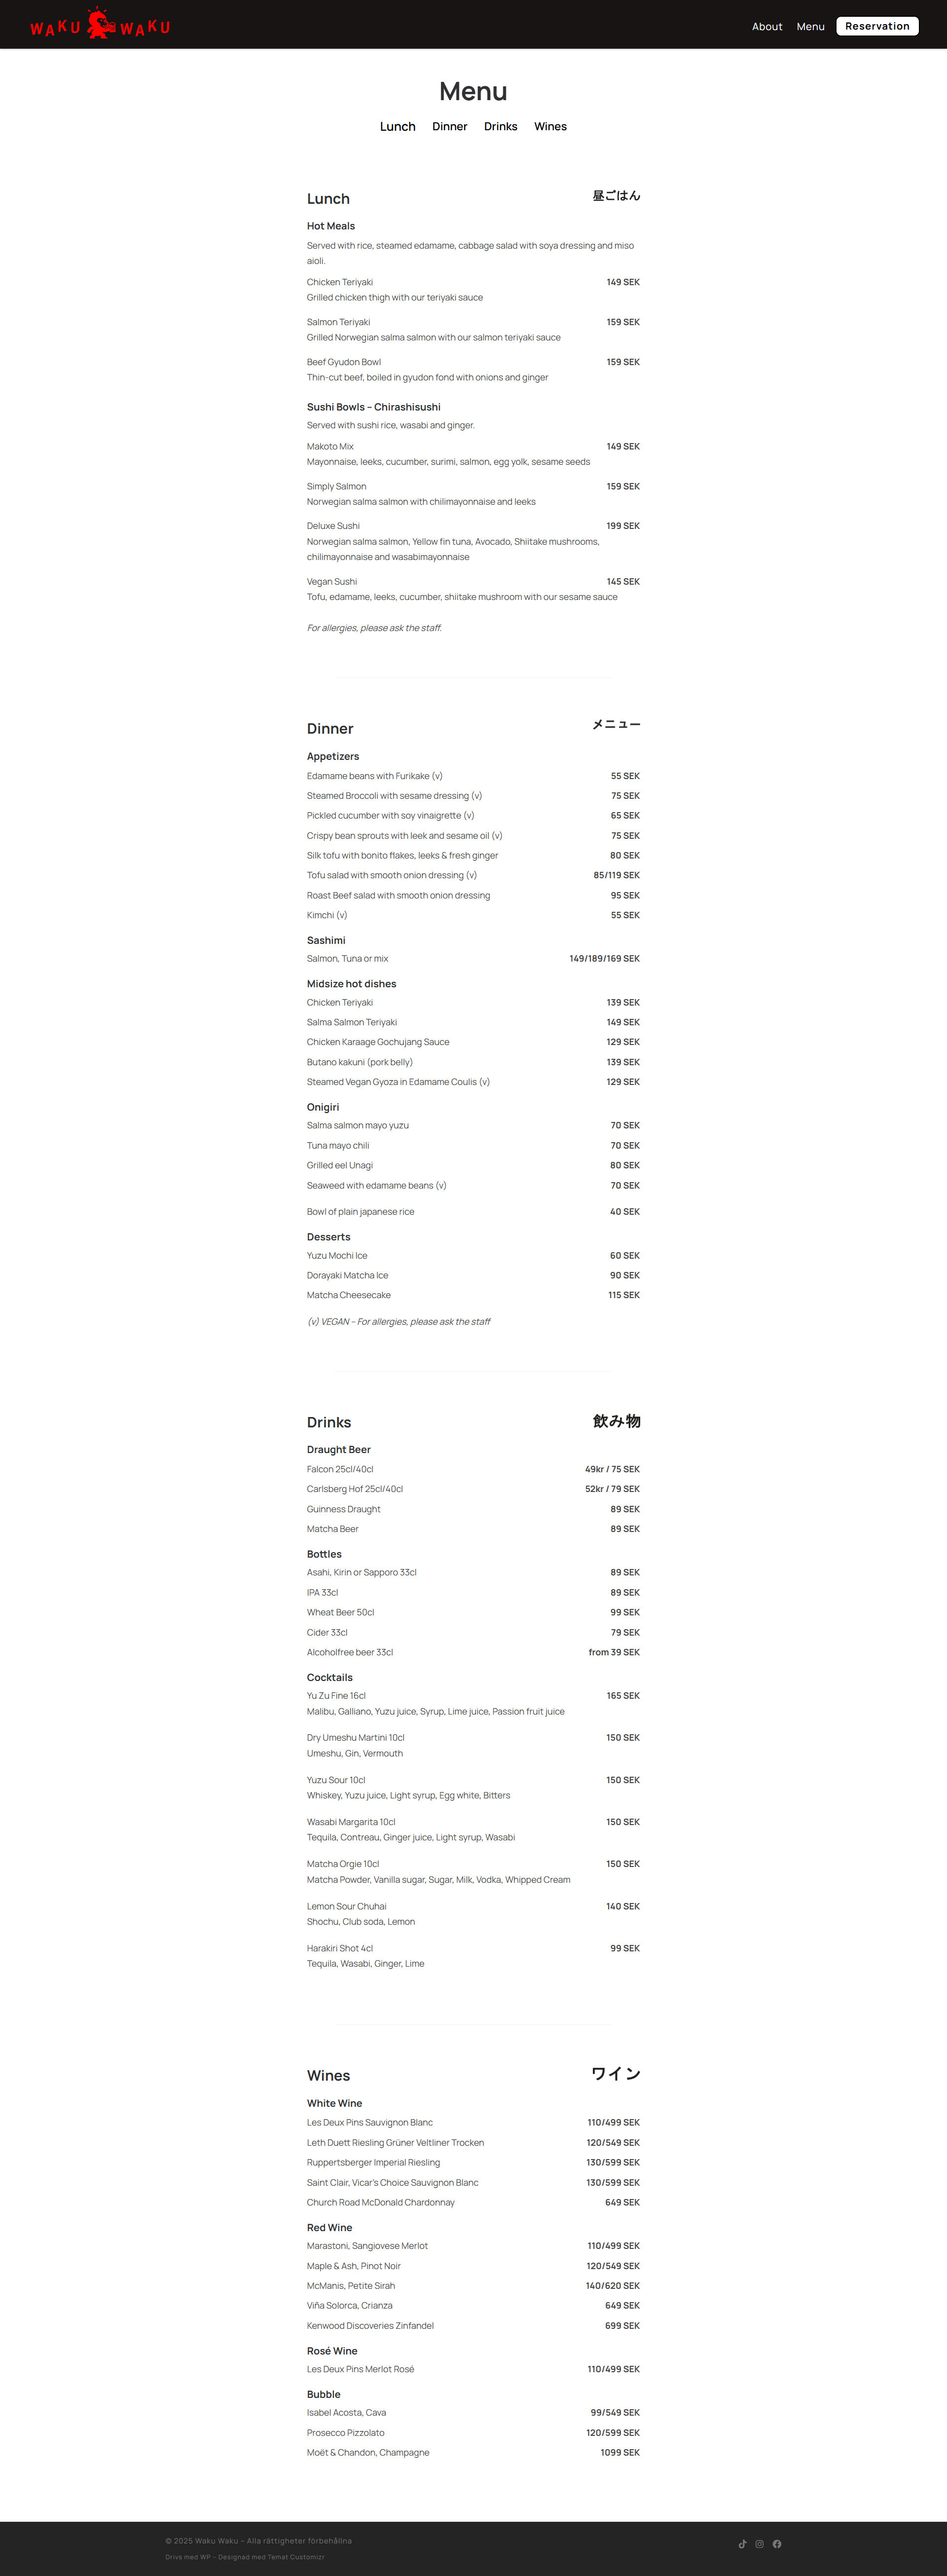 WAKU WAKU
About Menu Reservation
Menu
Lunch Dinner Drinks Wines
Lunch 昼ごはん
Hot Meals
Served with rice, steamed edamame, cabbage salad with soya dressing and miso
aioli.
Chicken Teriyaki 149 SEK
Grilled chicken thigh with our teriyaki sauce
Salmon Teriyaki 159 SEK
Grilled Norwegian salma salmon with our salmon teriyaki sauce
Beef Gyudon Bowl 159 SEK
Thin-cut beef, boiled in gyudon fond with onions and ginger
Sushi Bowls – Chirashisushi
Served with sushi rice, wasabi and ginger.
Makoto Mix 149 SEK
Mayonnaise, leeks, cucumber, surimi, salmon, egg yolk, sesame seeds
Simply Salmon 159 SEK
Norwegian salma salmon with chilimayonnaise and leeks
Deluxe Sushi 199 SEK
Norwegian salma salmon, Yellow fin tuna, Avocado, Shiitake mushrooms,
chilimayonnaise and wasabimayonnaise
Vegan Sushi 145 SEK
Tofu, edamame, leeks, cucumber, shiitake mushroom with our sesame sauce
For allergies, please ask the staff.
Dinner メニュー
Appetizers
Edamame beans with Furikake (v) 55 SEK
Steamed Broccoli with sesame dressing (v) 75 SEK
Pickled cucumber with soy vinaigrette (v) 65 SEK
Crispy bean sprouts with leek and sesame oil (v) 75 SEK
Silk tofu with bonito flakes, leeks & fresh ginger 80 SEK
Tofu salad with smooth onion dressing (v) 85/119 SEK
Roast Beef salad with smooth onion dressing 95 SEK
Kimchi (v) 55 SEK
Sashimi
Salmon, Tuna or mix 149/189/169 SEK
Midsize hot dishes
Chicken Teriyaki 139 SEK
Salma Salmon Teriyaki 149 SEK
Chicken Karaage Gochujang Sauce 129 SEK
Butano kakuni (pork belly) 139 SEK
Steamed Vegan Gyoza in Edamame Coulis (v) 129 SEK
Onigiri
Salma salmon mayo yuzu 70 SEK
Tuna mayo chili 70 SEK
Grilled eel Unagi 80 SEK
Seaweed with edamame beans (v) 70 SEK
Bowl of plain japanese rice 40 SEK
Desserts
Yuzu Mochi Ice 60 SEK
Dorayaki Matcha Ice 90 SEK
Matcha Cheesecake 115 SEK
(v) VEGAN – For allergies, please ask the staff
Drinks 飲み物
Draught Beer
Falcon 25cl/40cl 49kr / 75 SEK
Carlsberg Hof 25cl/40cl 52kr / 79 SEK
Guinness Draught 89 SEK
Matcha Beer 89 SEK
Bottles
Asahi, Kirin or Sapporo 33cl 89 SEK
IPA 33cl 89 SEK
Wheat Beer 50cl 99 SEK
Cider 33cl 79 SEK
Alcoholfree beer 33cl from 39 SEK
Cocktails
Yu Zu Fine 16cl 165 SEK
Malibu, Galliano, Yuzu juice, Syrup, Lime juice, Passion fruit juice
Dry Umeshu Martini 10cl 150 SEK
Umeshu, Gin, Vermouth
Yuzu Sour 10cl 150 SEK
Whiskey, Yuzu juice, Light syrup, Egg white, Bitters
Wasabi Margarita 10cl 150 SEK
Tequila, Contreau, Ginger juice, Light syrup, Wasabi
Matcha Orgie 10cl 150 SEK
Matcha Powder, Vanilla sugar, Sugar, Milk, Vodka, Whipped Cream
Lemon Sour Chuhai 140 SEK
Shochu, Club soda, Lemon
Harakiri Shot 4cl 99 SEK
Tequila, Wasabi, Ginger, Lime
Wines ワイン
White Wine
Les Deux Pins Sauvignon Blanc 110/499 SEK
Leth Duett Riesling Grüner Veltliner Trocken 120/549 SEK
Ruppertsberger Imperial Riesling 130/599 SEK
Saint Clair, Vicar's Choice Sauvignon Blanc 130/599 SEK
Church Road McDonald Chardonnay 649 SEK
Red Wine
Marastoni, Sangiovese Merlot 110/499 SEK
Maple & Ash, Pinot Noir 120/549 SEK
McManis, Petite Sirah 140/620 SEK
Viña Solorca, Crianza 649 SEK
Kenwood Discoveries Zinfandel 699 SEK
Rosé Wine
Les Deux Pins Merlot Rosé 110/499 SEK
Bubble
Isabel Acosta, Cava 99/549 SEK
Prosecco Pizzolato 120/599 SEK
Moët & Chandon, Champagne 1099 SEK
© 2025 Waku Waku – Alla rättigheter förbehållna
Drivs med WP – Designad med Temat Customizr